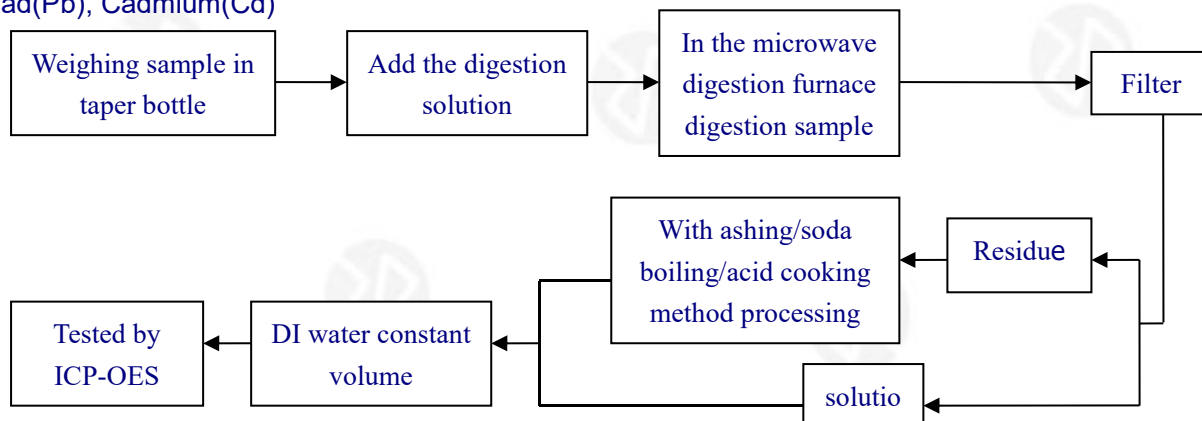 ad(Pb), Cadmium(Cd)
Weighing sample in
taper bottle
Add the digestion
solution
In the microwave
digestion furnace
digestion sample
Filter
With ashing/soda
boiling/acid cooking
method processing
Residue
Tested by
ICP-OES
DI water constant
volume
solutio